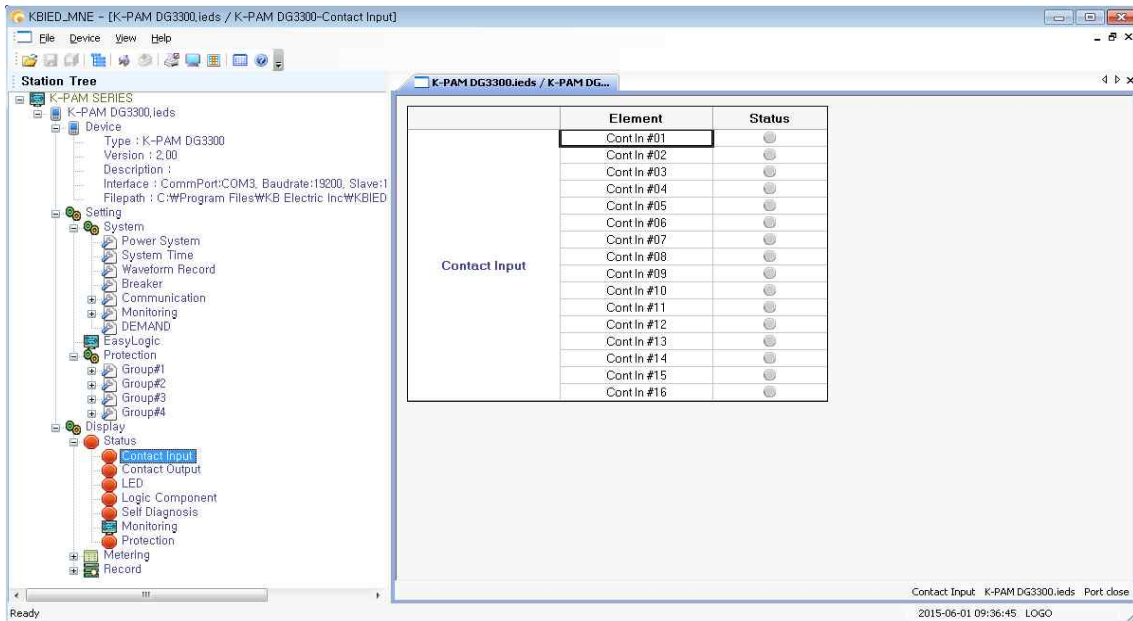 KBIED_MNE - [K-PAM DG3300.ieds / K-PAM DG3300-Contact Input]
File Device View Help
Station Tree
K-PAM SERIES
K-PAM DG3300.ieds
Device
Type : K-PAM DG3300
Version : 2.00
Description :
Interface : CommPort:COM3, Baudrate:19200, Slave:1
Filepath : C:₩Program Files₩KB Electric Inc₩KBIED
Setting
System
Power System
System Time
Waveform Record
Breaker
Communication
Monitoring
DEMAND
EasyLogic
Protection
Group#1
Group#2
Group#3
Group#4
Display
Status
Contact Input
Contact Output
LED
Logic Component
Self Diagnosis
Monitoring
Protection
Metering
Record
K-PAM DG3300.ieds / K-PAM DG...
Element Status
Contact Input
Cont In #01
Cont In #02
Cont In #03
Cont In #04
Cont In #05
Cont In #06
Cont In #07
Cont In #08
Cont In #09
Cont In #10
Cont In #11
Cont In #12
Cont In #13
Cont In #14
Cont In #15
Cont In #16
Contact Input K-PAM DG3300.ieds Port close
Ready
2015-06-01 09:36:45 LOGO